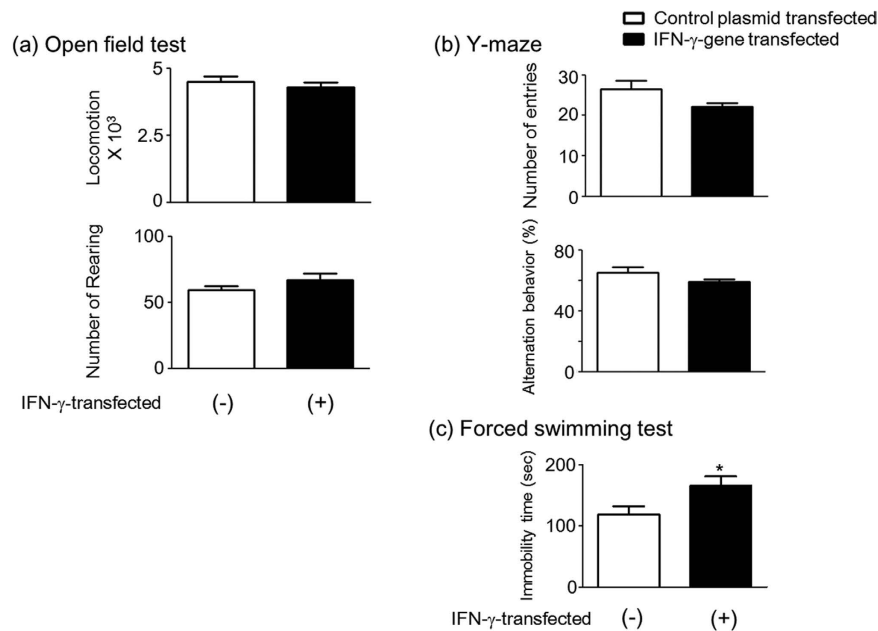 Control plasmid transfected
IFN-γ-gene transfected
(a) Open field test
Locomotion
X 10³
5
2.5
0
Number of Rearing
100
50
0
IFN-γ-transfected (-) (+)
(b) Y-maze
Number of entries
30
20
10
0
Alternation behavior (%)
80
40
0
(c) Forced swimming test
Immobility time (sec)
200
100
0
*
IFN-γ-transfected (-) (+)